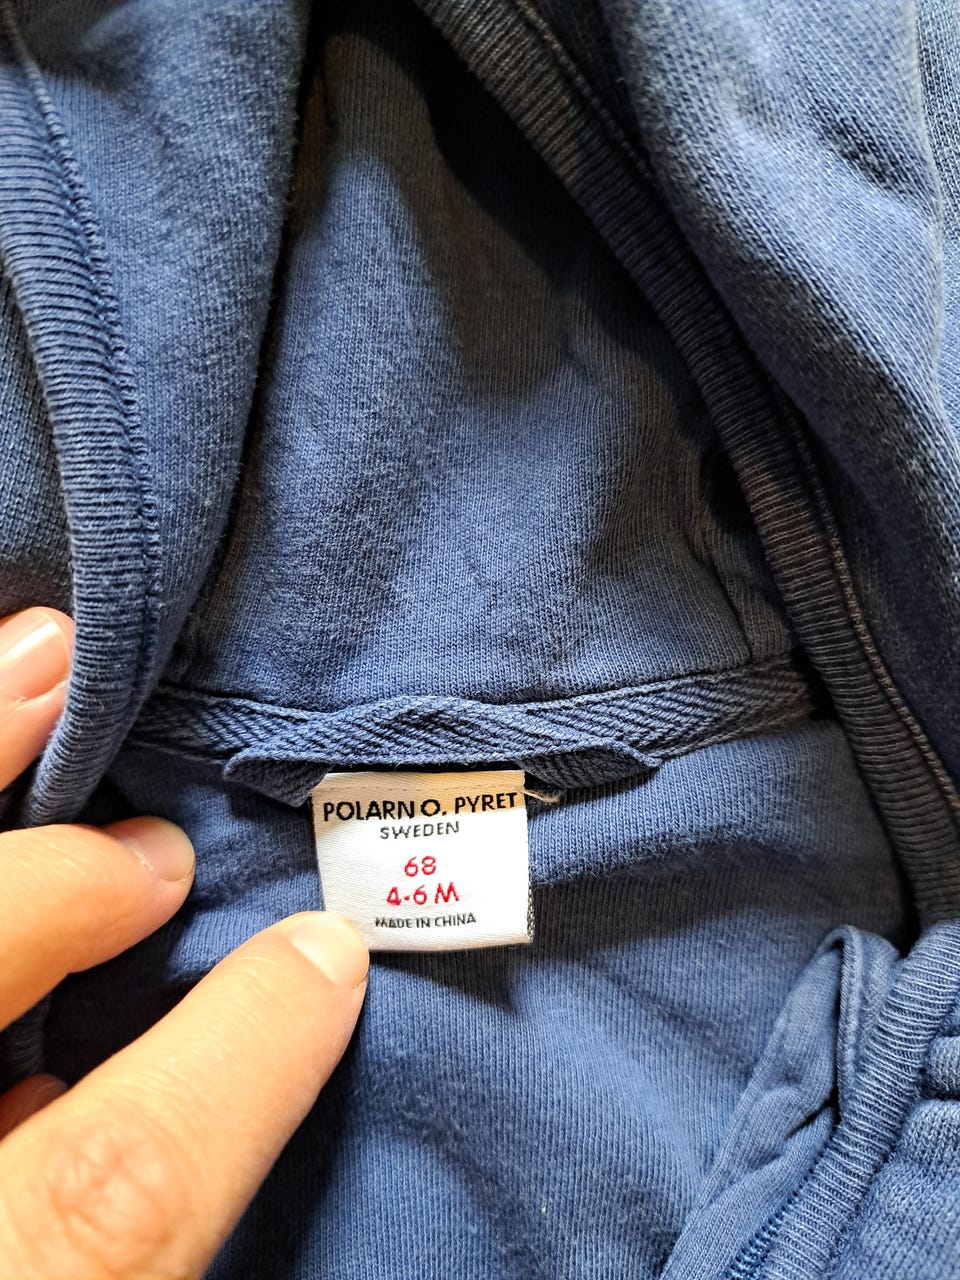 POLARN O. PYRET
SWEDEN
68
4-6 M
MADE IN CHINA